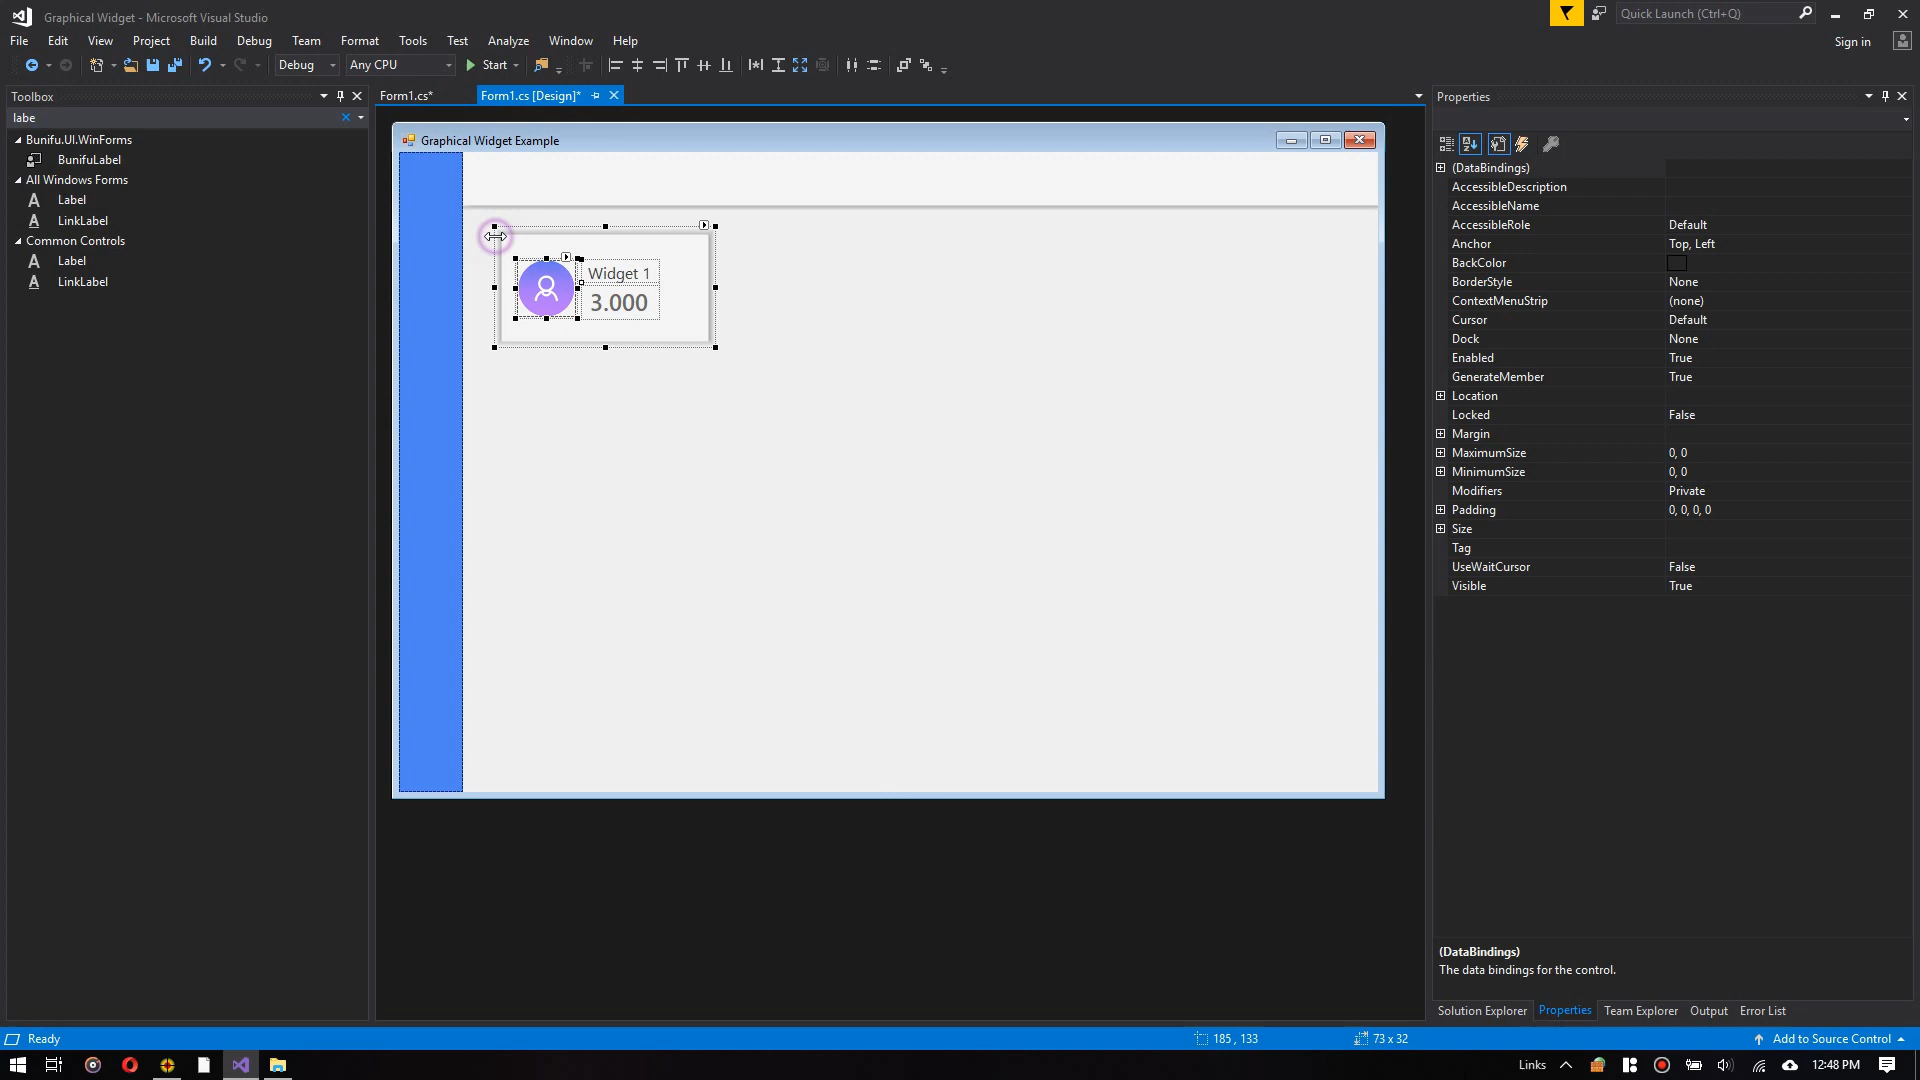 Graphical Widget - Microsoft Visual Studio
Quick Launch (Ctrl+Q)
File Edit View Project Build Debug Team Format Tools Test Analyze Window Help
Sign in
Debug Any CPU Start
Toolbox
labe
Bunifu.UI.WinForms
BunifuLabel
All Windows Forms
Label
LinkLabel
Common Controls
Label
LinkLabel
Form1.cs* Form1.cs [Design]*
Graphical Widget Example
Widget 1
3.000
Properties
(DataBindings)
AccessibleDescription
AccessibleName
AccessibleRole Default
Anchor Top, Left
BackColor
BorderStyle None
ContextMenuStrip (none)
Cursor Default
Dock None
Enabled True
GenerateMember True
Location
Locked False
Margin
MaximumSize 0, 0
MinimumSize 0, 0
Modifiers Private
Padding 0, 0, 0, 0
Size
Tag
UseWaitCursor False
Visible True
(DataBindings)
The data bindings for the control.
Solution Explorer Properties Team Explorer Output Error List
Ready 185 , 133 73 x 32 Add to Source Control
Links 12:48 PM